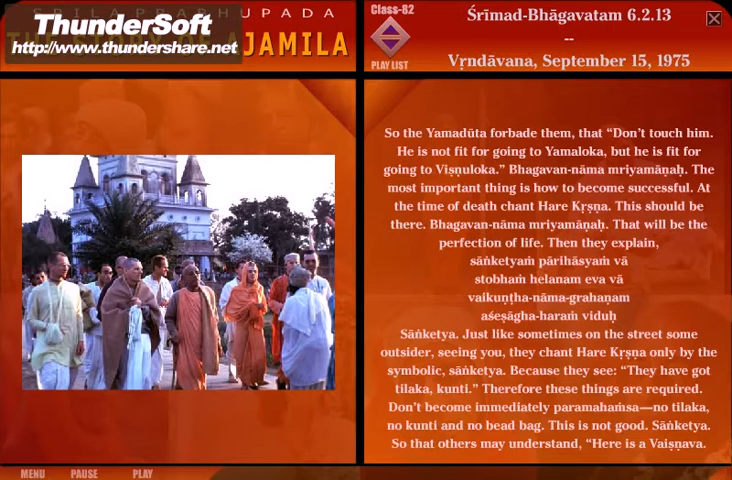 SRILA PRABHUPADA
ThunderSoft
http://www.thundershare.net
AJAMILA
Class-62
PLAY LIST
Śrīmad-Bhāgavatam 6.2.13
--
Vṛndāvana, September 15, 1975
So the Yamadūta forbade them, that “Don’t touch him.
He is not fit for going to Yamaloka, but he is fit for
going to Viṣṇuloka.” Bhagavan-nāma mriyamāṇaḥ. The
most important thing is how to become successful. At
the time of death chant Hare Kṛṣṇa. This should be
there. Bhagavan-nāma mriyamāṇaḥ. That will be the
perfection of life. Then they explain,
sāṅketyaṁ pārihāsyaṁ vā
stobhaṁ helanam eva vā
vaikuṇṭha-nāma-grahaṇam
aśeṣāgha-haraṁ viduḥ
Sāṅketya. Just like sometimes on the street some
outsider, seeing you, they chant Hare Kṛṣṇa only by the
symbolic, sāṅketya. Because they see: “They have got
tilaka, kunti.” Therefore these things are required.
Don’t become immediately paramahaṁsa—no tilaka,
no kunti and no bead bag. This is not good. Sāṅketya.
So that others may understand, “Here is a Vaiṣṇava.
MENU PAUSE PLAY